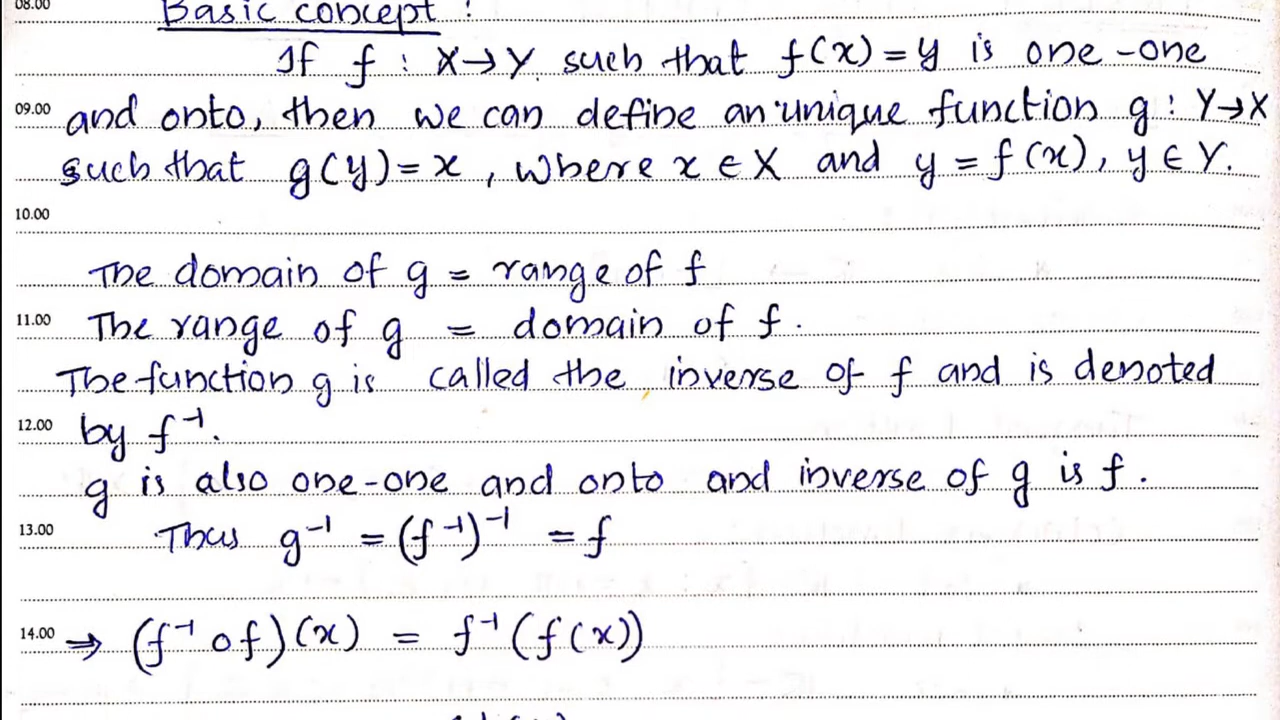 08.00
Basic concept :
If f : X→Y such that f(x) = y is one-one
09.00
and onto, then we can define an unique function g : Y→X
such that g(y) = x , where x ∈ X and y = f(x), y ∈ Y.
10.00
The domain of g = range of f
11.00
The range of g = domain of f.
The function g is called the inverse of f and is denoted
12.00
by f⁻¹.
g is also one-one and onto and inverse of g is f.
13.00
Thus g⁻¹ = (f⁻¹)⁻¹ = f
14.00
⇒ (f⁻¹ o f)(x) = f⁻¹(f(x))